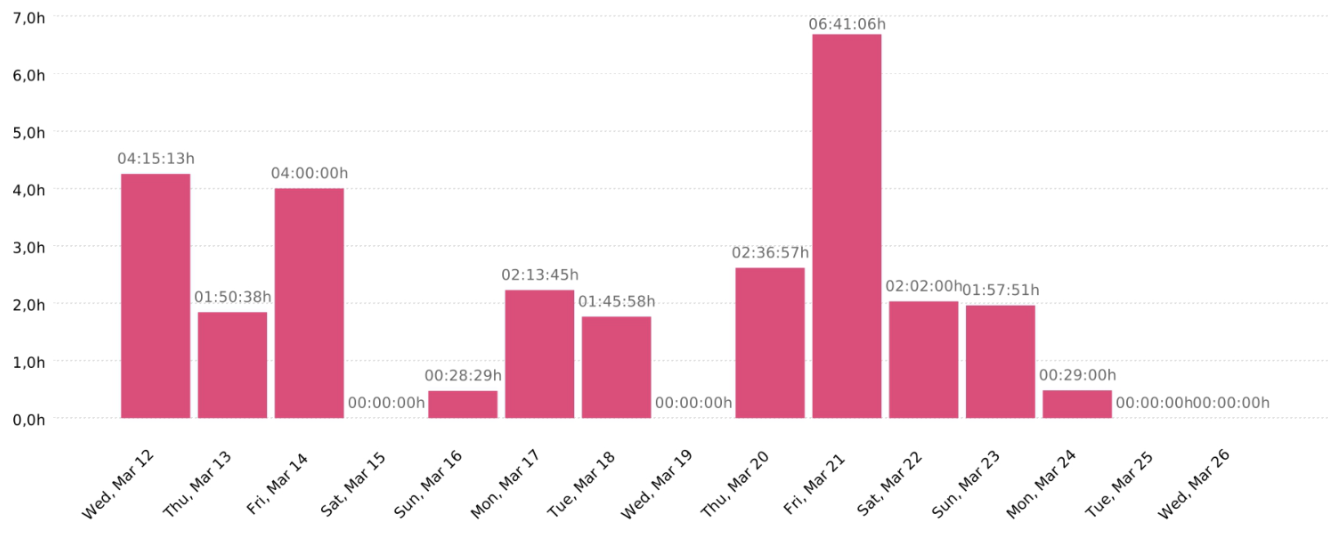 7,0h
6,0h
5,0h
4,0h
3,0h
2,0h
1,0h
0,0h
04:15:13h
01:50:38h
04:00:00h
00:00:00h
00:28:29h
02:13:45h
01:45:58h
00:00:00h
02:36:57h
06:41:06h
02:02:00h
01:57:51h
00:29:00h
00:00:00h
00:00:00h
Wed, Mar 12
Thu, Mar 13
Fri, Mar 14
Sat, Mar 15
Sun, Mar 16
Mon, Mar 17
Tue, Mar 18
Wed, Mar 19
Thu, Mar 20
Fri, Mar 21
Sat, Mar 22
Sun, Mar 23
Mon, Mar 24
Tue, Mar 25
Wed, Mar 26